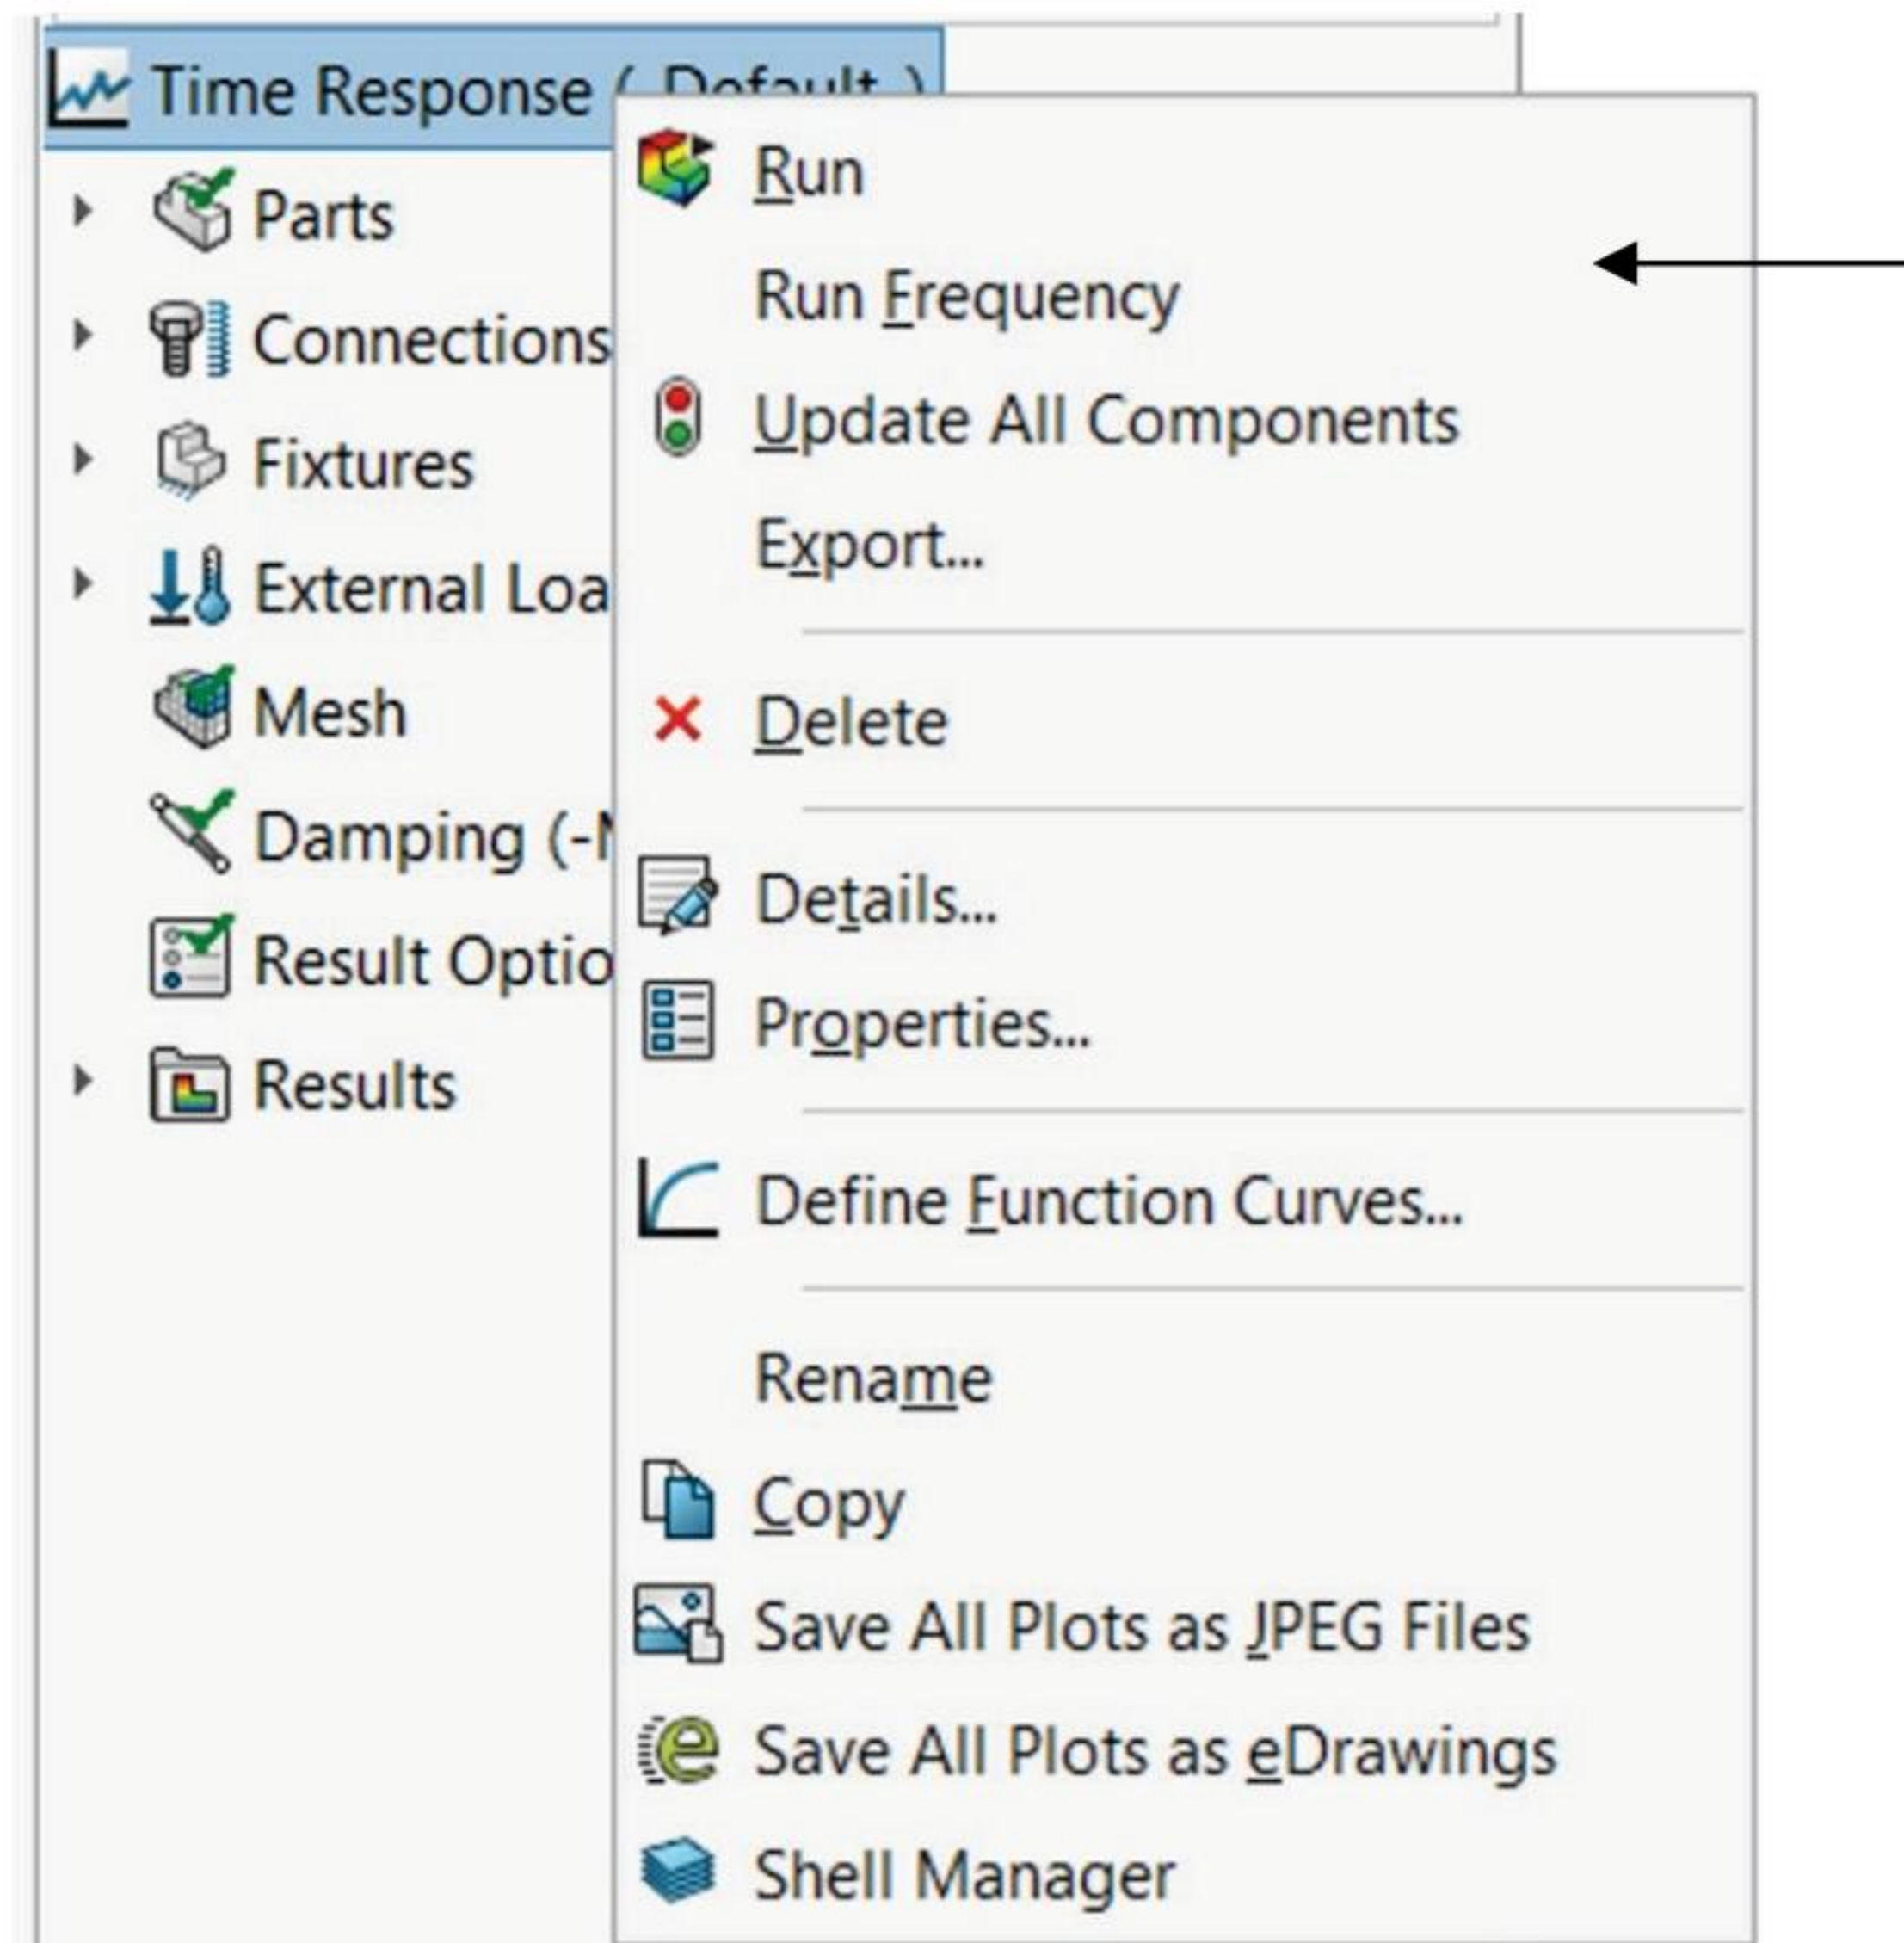 Time Response (-Default-)
Parts
Connections
Fixtures
External Loa
Mesh
Damping (-
Result Optio
Results
Run
Run Frequency
Update All Components
Export...
Delete
Details...
Properties...
Define Function Curves...
Rename
Copy
Save All Plots as JPEG Files
Save All Plots as eDrawings
Shell Manager